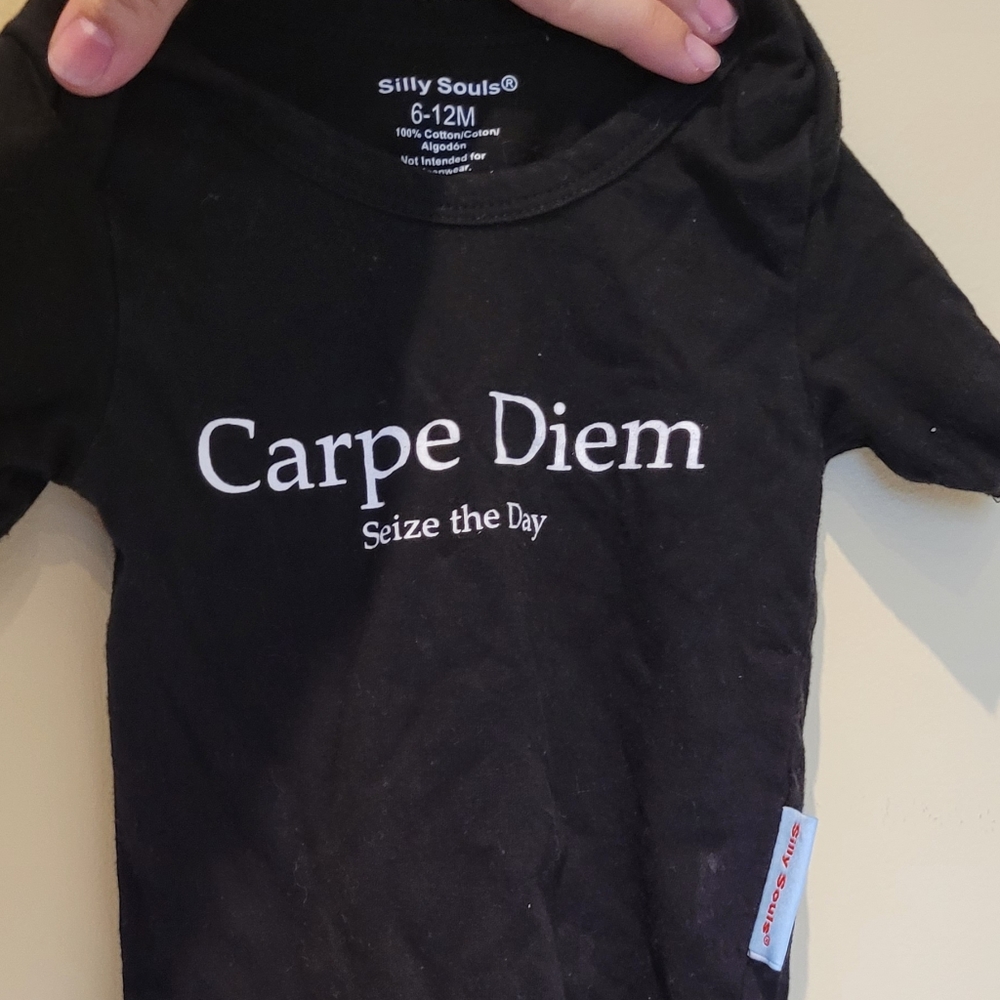 Silly Souls®
6-12M
100% Cotton/Coton/
Algodón
Not Intended for
Carpe Diem
Seize the Day
Silly Souls®